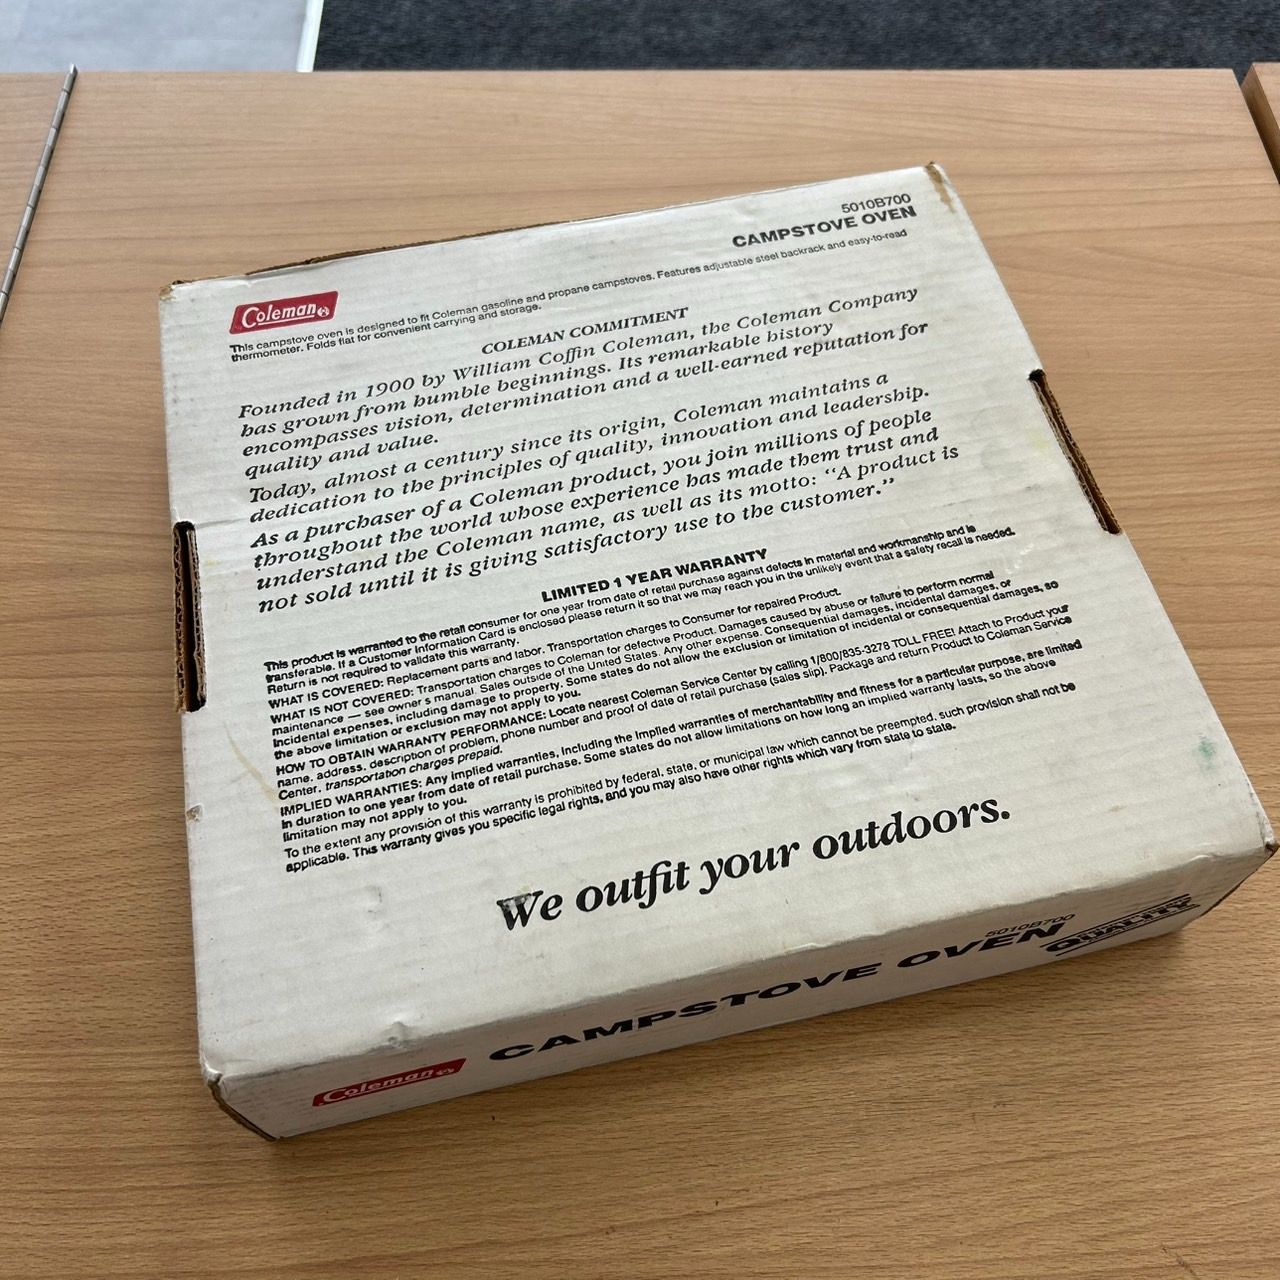 5010B700
CAMPSTOVE OVEN
Coleman
This campstove oven is designed to fit Coleman gasoline and propane campstoves. Features adjustable steel backrack and easy-to-read
thermometer. Folds flat for convenient carrying and storage.
COLEMAN COMMITMENT
Founded in 1900 by William Coffin Coleman, the Coleman Company
has grown from humble beginnings. Its remarkable history
encompasses vision, determination and a well-earned reputation for
quality and value.
Today, almost a century since its origin, Coleman maintains a
dedication to the principles of quality, innovation and leadership.
As a purchaser of a Coleman product, you join millions of people
throughout the world whose experience has made them trust and
understand the Coleman name, as well as its motto: “A product is
not sold until it is giving satisfactory use to the customer.”
LIMITED 1 YEAR WARRANTY
This product is warranted to the retail consumer for one year from date of retail purchase against defects in material and workmanship and is
transferable. If a Customer Information Card is enclosed please return it so that we may reach you in the unlikely event that a safety recall is needed.
Return is not required to validate this warranty.
WHAT IS COVERED: Replacement parts and labor. Transportation charges to Consumer for repaired Product.
WHAT IS NOT COVERED: Transportation charges to Coleman for defective Product. Damages caused by abuse or failure to perform normal
maintenance — see owner's manual. Sales outside of the United States. Any other expense. Consequential damages, incidental damages, or
incidental expenses, including damage to property. Some states do not allow the exclusion or limitation of incidental or consequential damages, so
the above limitation or exclusion may not apply to you.
HOW TO OBTAIN WARRANTY PERFORMANCE: Locate nearest Coleman Service Center by calling 1/800/835-3278 TOLL FREE! Attach to Product your
name, address, description of problem, phone number and proof of date of retail purchase (sales slip). Package and return Product to Coleman Service
Center, transportation charges prepaid.
IMPLIED WARRANTIES: Any implied warranties, including the implied warranties of merchantability and fitness for a particular purpose, are limited
in duration to one year from date of retail purchase. Some states do not allow limitations on how long an implied warranty lasts, so the above
limitation may not apply to you.
To the extent any provision of this warranty is prohibited by federal, state, or municipal law which cannot be preempted, such provision shall not be
applicable. This warranty gives you specific legal rights, and you may also have other rights which vary from state to state.
We outfit your outdoors.
Coleman
CAMPSTOVE OVEN
5010B700
QUALITY